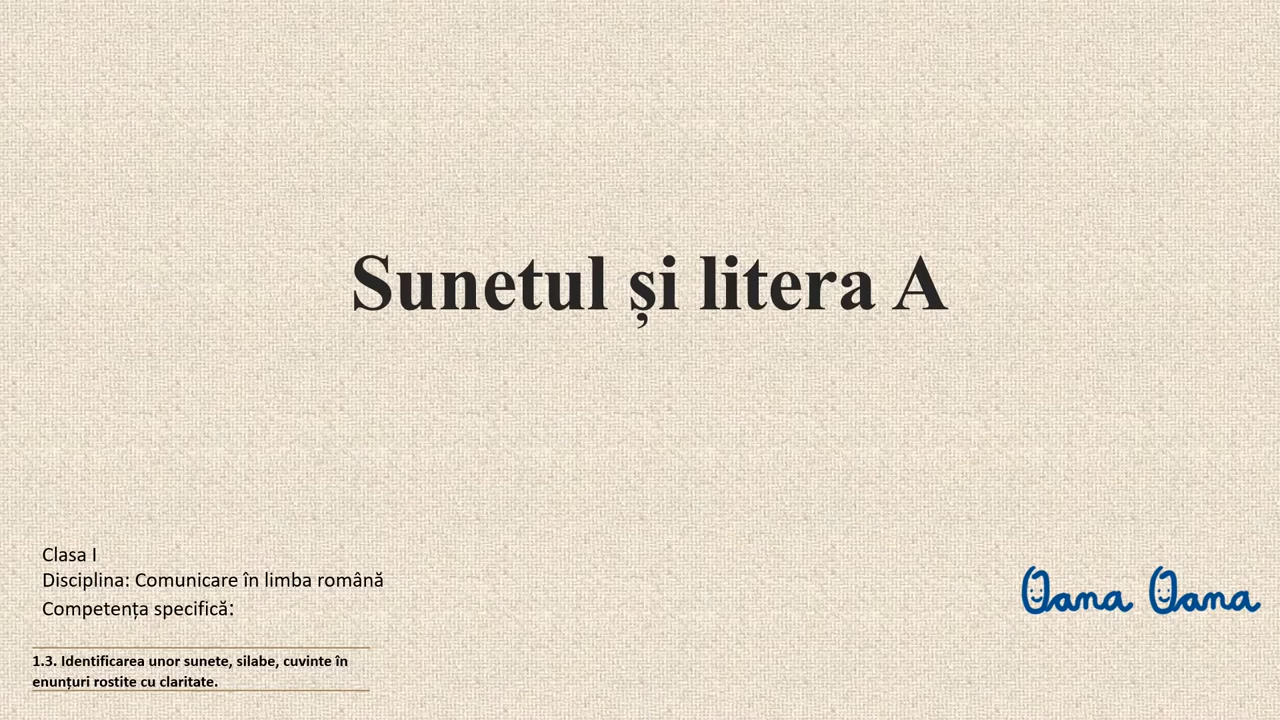 Sunetul și litera A
Clasa I
Disciplina: Comunicare în limba română
Competența specifică:
Oana Oana
1.3. Identificarea unor sunete, silabe, cuvinte în
enunțuri rostite cu claritate.